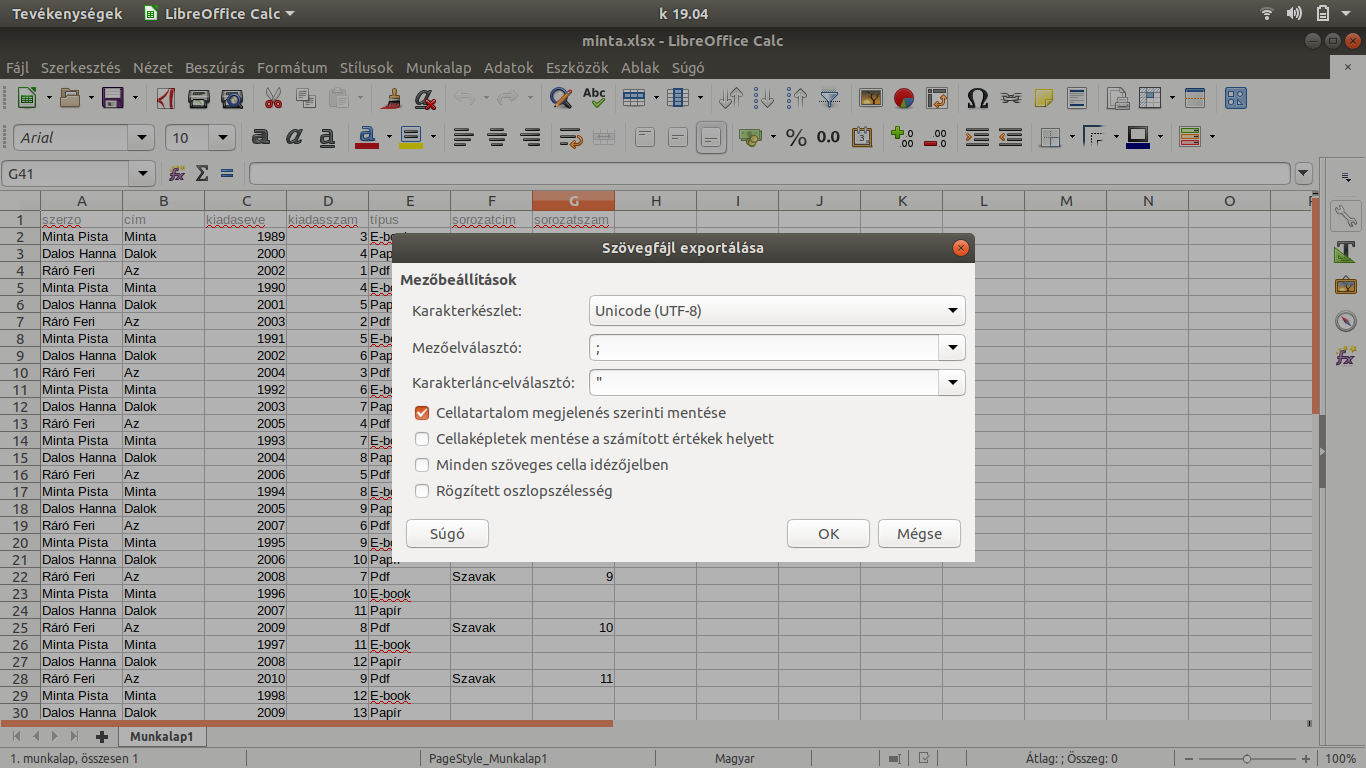 Tevékenységek LibreOffice Calc k 19.04
minta.xlsx - LibreOffice Calc
Fájl Szerkesztés Nézet Beszúrás Formátum Stílusok Munkalap Adatok Eszközök Ablak Súgó
Abc
Arial 10 a a a a % 0.0 .00 .00
G41
A B C D E F G H I J K L M N O
1 szerzo cím kiadaseve kiadasszam típus sorozatcim sorozatszam
2 Minta Pista Minta 1989 3 E-bo
3 Dalos Hanna Dalok 2000 4 Pap
4 Ráró Feri Az 2002 1 Pdf
5 Minta Pista Minta 1990 4 E-bo
6 Dalos Hanna Dalok 2001 5 Pap
7 Ráró Feri Az 2003 2 Pdf
8 Minta Pista Minta 1991 5 E-bo
9 Dalos Hanna Dalok 2002 6 Pap
10 Ráró Feri Az 2004 3 Pdf
11 Minta Pista Minta 1992 6 E-bo
12 Dalos Hanna Dalok 2003 7 Pap
13 Ráró Feri Az 2005 4 Pdf
14 Minta Pista Minta 1993 7 E-bo
15 Dalos Hanna Dalok 2004 8 Pap
16 Ráró Feri Az 2006 5 Pdf
17 Minta Pista Minta 1994 8 E-bo
18 Dalos Hanna Dalok 2005 9 Pap
19 Ráró Feri Az 2007 6 Pdf
20 Minta Pista Minta 1995 9 E-bo
21 Dalos Hanna Dalok 2006 10 Papír
22 Ráró Feri Az 2008 7 Pdf Szavak 9
23 Minta Pista Minta 1996 10 E-book
24 Dalos Hanna Dalok 2007 11 Papír
25 Ráró Feri Az 2009 8 Pdf Szavak 10
26 Minta Pista Minta 1997 11 E-book
27 Dalos Hanna Dalok 2008 12 Papír
28 Ráró Feri Az 2010 9 Pdf Szavak 11
29 Minta Pista Minta 1998 12 E-book
30 Dalos Hanna Dalok 2009 13 Papír
Szövegfájl exportálása
Mezőbeállítások
Karakterkészlet: Unicode (UTF-8)
Mezőelválasztó: ;
Karakterlánc-elválasztó: "
Cellatartalom megjelenés szerinti mentése
Cellaképletek mentése a számított értékek helyett
Minden szöveges cella idézőjelben
Rögzített oszlopszélesség
Súgó OK Mégse
Munkalap1
1. munkalap, összesen 1 PageStyle_Munkalap1 Magyar Átlag: ; Összeg: 0 100%